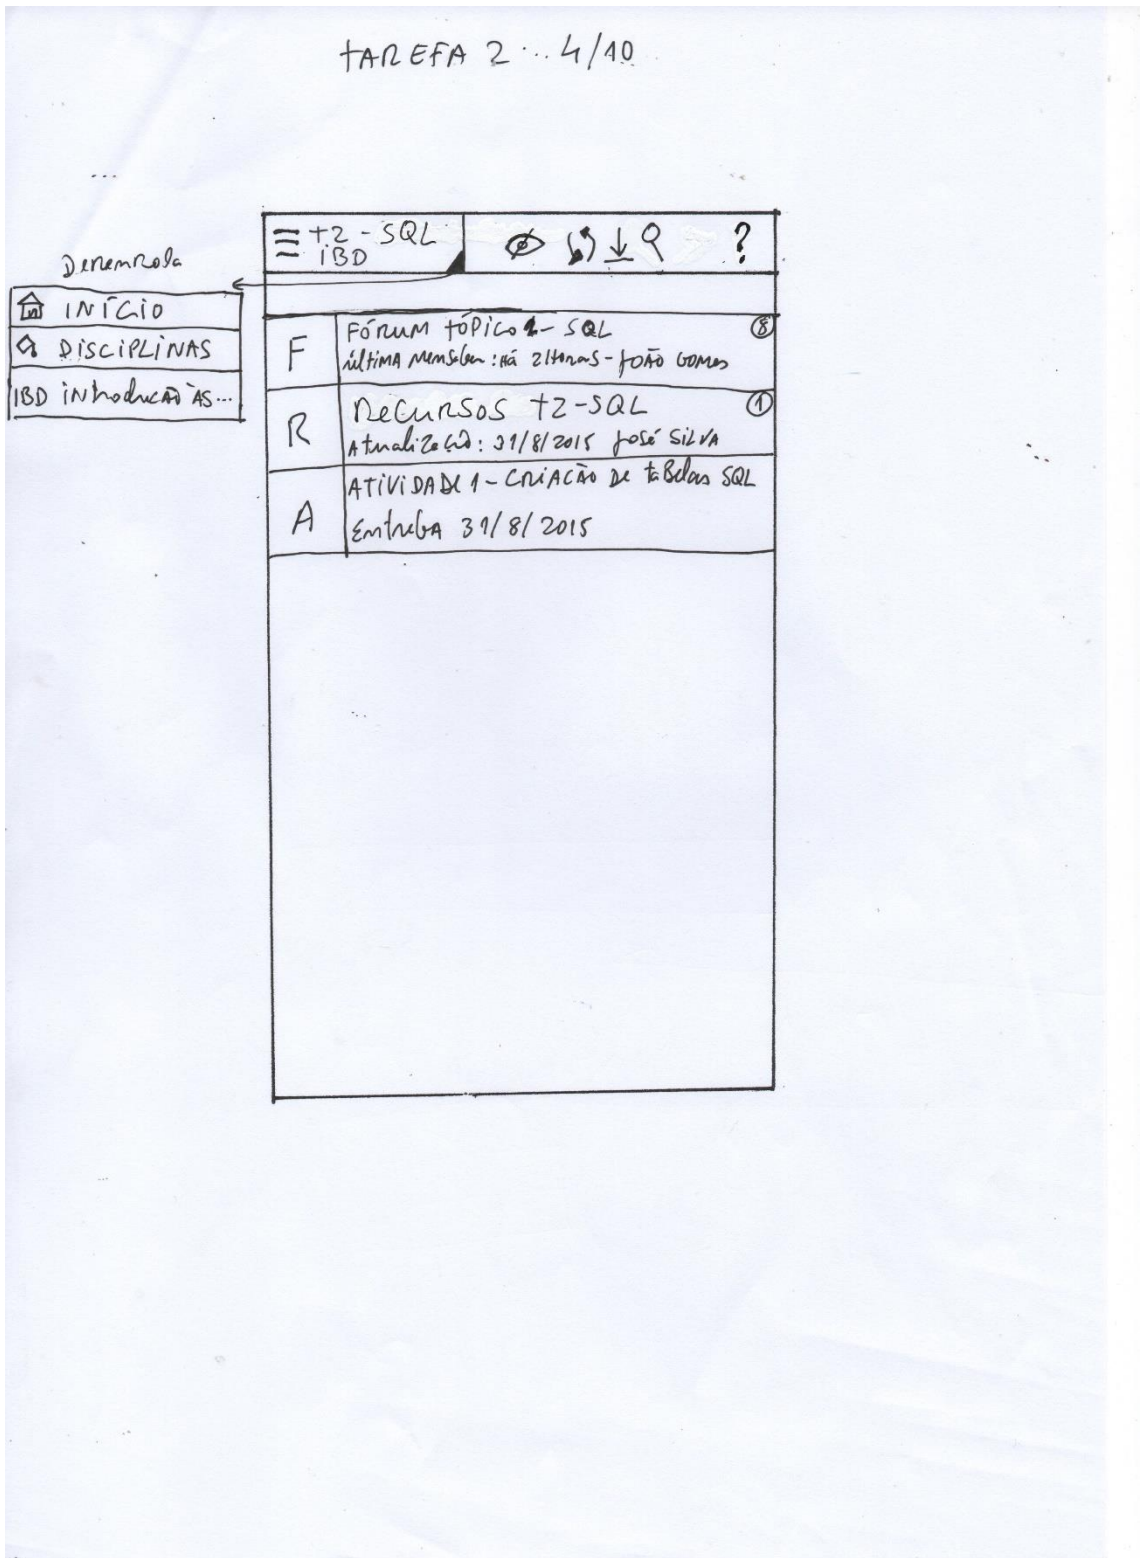 TAREFA 2 ... 4/10
...
Desenrola
INÍCIO
DISCIPLINAS
IBD introdução às...
T2 - SQL
IBD
?
F
FÓRUM TÓPICO 2 - SQL
8
última mensagem: Há 2 Horas - JOÃO GOMES
R
RECURSOS T2-SQL
1
Atualização: 31/8/2015 José SILVA
A
ATIVIDADE 1 - CRIAÇÃO De taBelas SQL
Entrega 31/8/2015